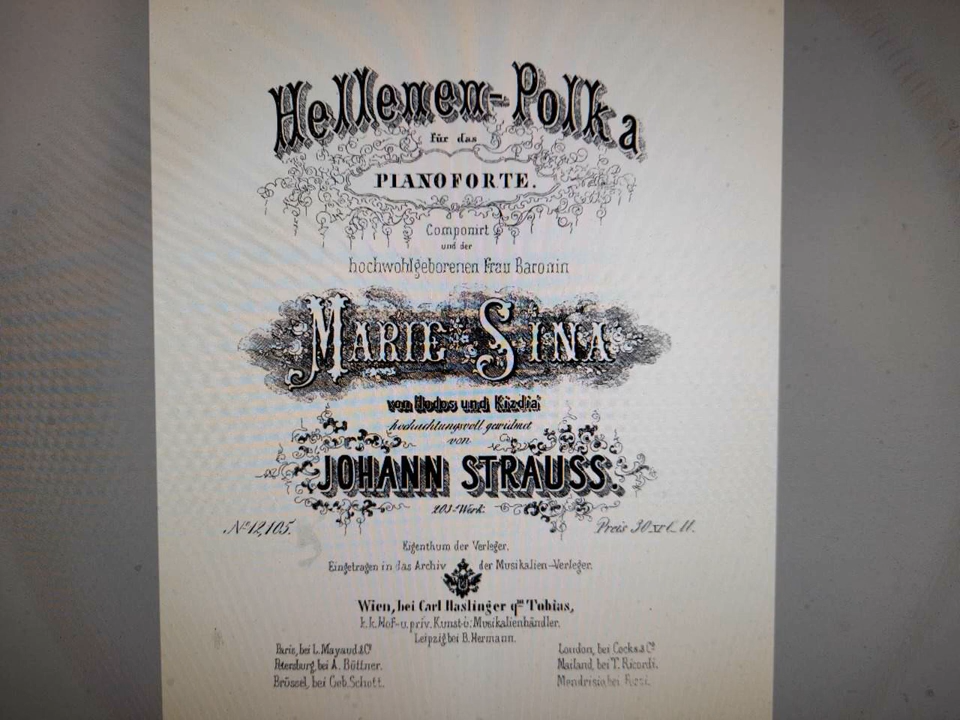 Hellenen-Polka
für das
PIANOFORTE.
Componirt
und der
hochwohlgeborenen Frau Baronin
MARIE SINA
von Hodos und Kizdia
hochachtungsvoll gewidmet
von
JOHANN STRAUSS.
203-Werk.
No 12,105.
Preis 30
Eigenthum der Verleger.
Eingetragen in das Archiv der Musikalien-Verleger.
Wien, bei Carl Haslinger qm Tobias,
k.k. Hof- u. priv. Kunst- u. Musikalienhändler.
Leipzig bei B. Hermann.
Paris, bei L. Mayaud & Co
London, bei Cocks & Co
Petersburg, bei A. Büttner.
Mailand, bei T. Ricordi.
Brüssel, bei Geb. Schott.
Mendrisio, bei Pozzi.